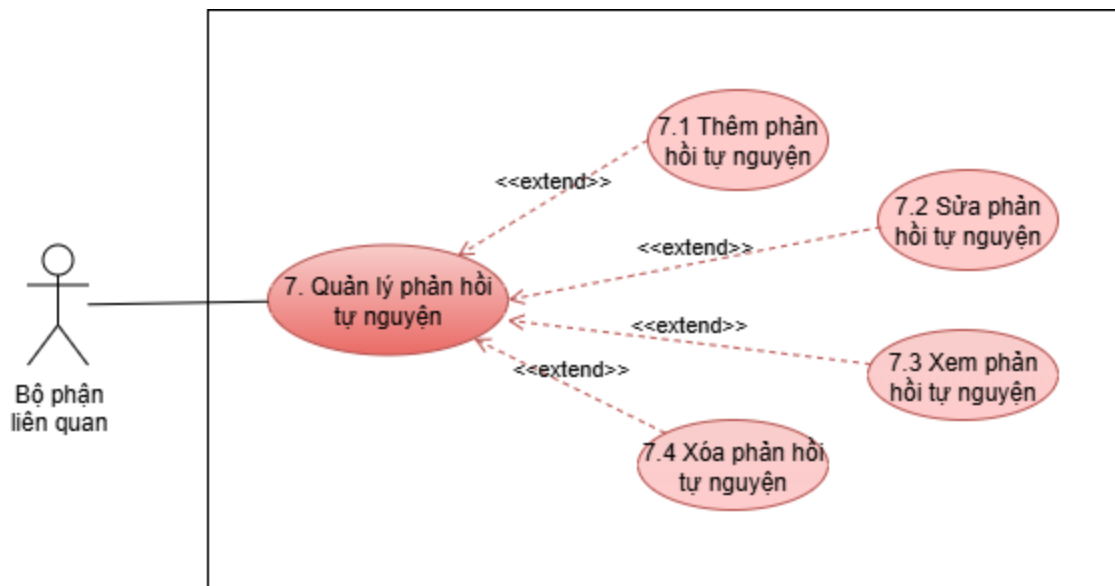 7.1 Thêm phản
hồi tự nguyện
<<extend>>
7.2 Sửa phản
hồi tự nguyện
<<extend>>
7. Quản lý phản hồi
tự nguyện
<<extend>>
7.3 Xem phản
hồi tự nguyện
<<extend>>
7.4 Xóa phản hồi
tự nguyện
Bộ phận
liên quan